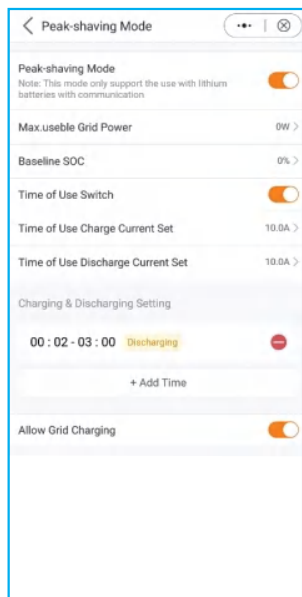 Peak-shaving Mode
Peak-shaving Mode
Note: This mode only support the use with lithium
batteries with communication
Max.useble Grid Power 0W >
Baseline SOC 0% >
Time of Use Switch
Time of Use Charge Current Set 10.0A >
Time of Use Discharge Current Set 10.0A >
Charging & Discharging Setting
00 : 02 - 03 : 00 Discharging
+ Add Time
Allow Grid Charging